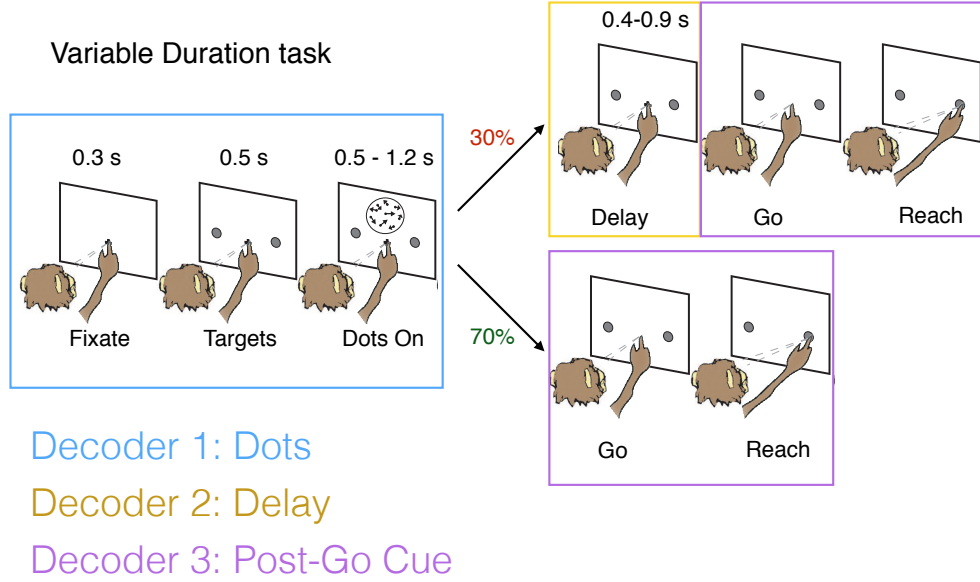 Variable Duration task
0.3 s
0.5 s
0.5 - 1.2 s
Fixate
Targets
Dots On
30%
70%
0.4-0.9 s
Delay
Go
Reach
Go
Reach
Decoder 1: Dots
Decoder 2: Delay
Decoder 3: Post-Go Cue